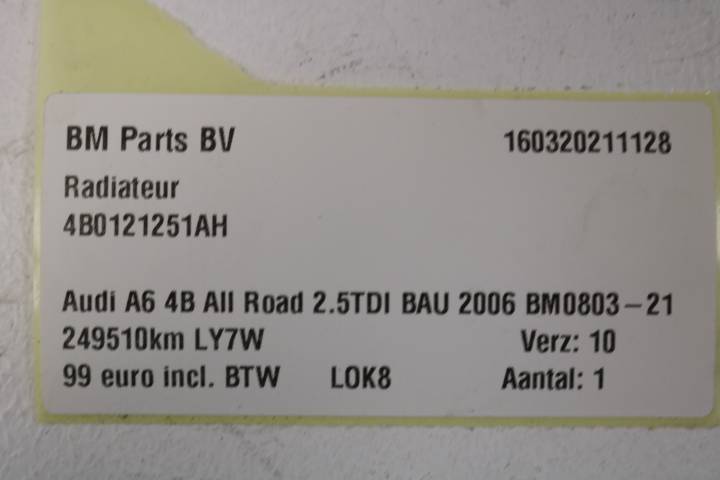 BM Parts BV 160320211128
Radiateur
4B0121251AH
Audi A6 4B All Road 2.5TDI BAU 2006 BM0803-21
249510km LY7W Verz: 10
99 euro incl. BTW LOK8 Aantal: 1